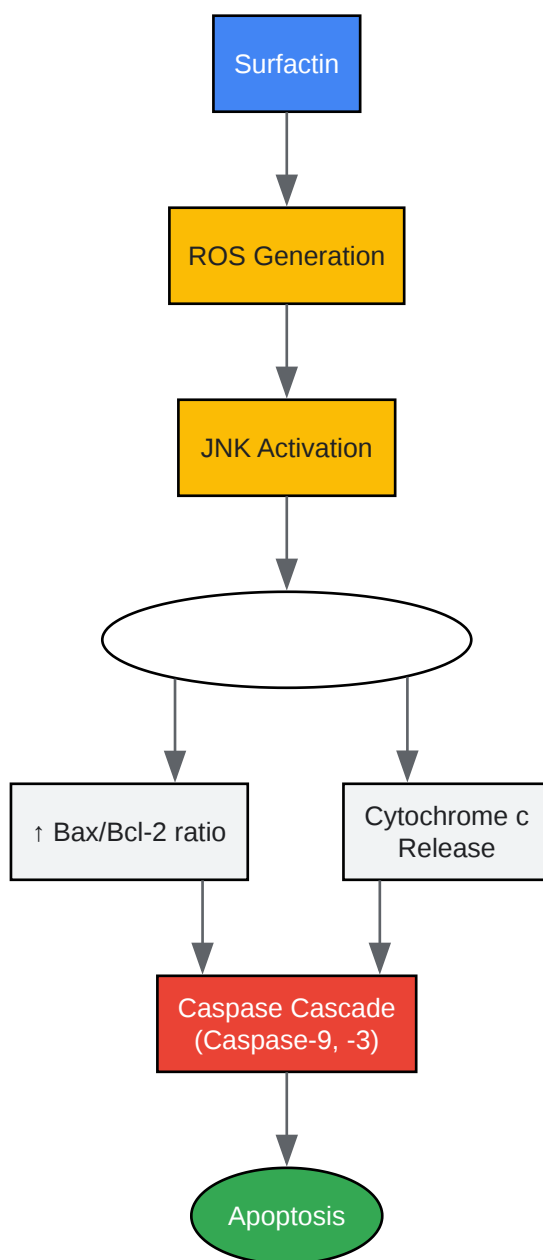 Surfactin
ROS Generation
JNK Activation
↑ Bax/Bcl-2 ratio
Cytochrome c
Release
Caspase Cascade
(Caspase-9, -3)
Apoptosis